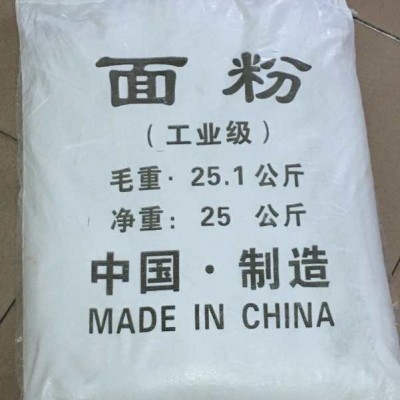 面粉
（工业级）
毛重·25.1公斤
净重：25 公斤
中国·制造
MADE IN CHINA